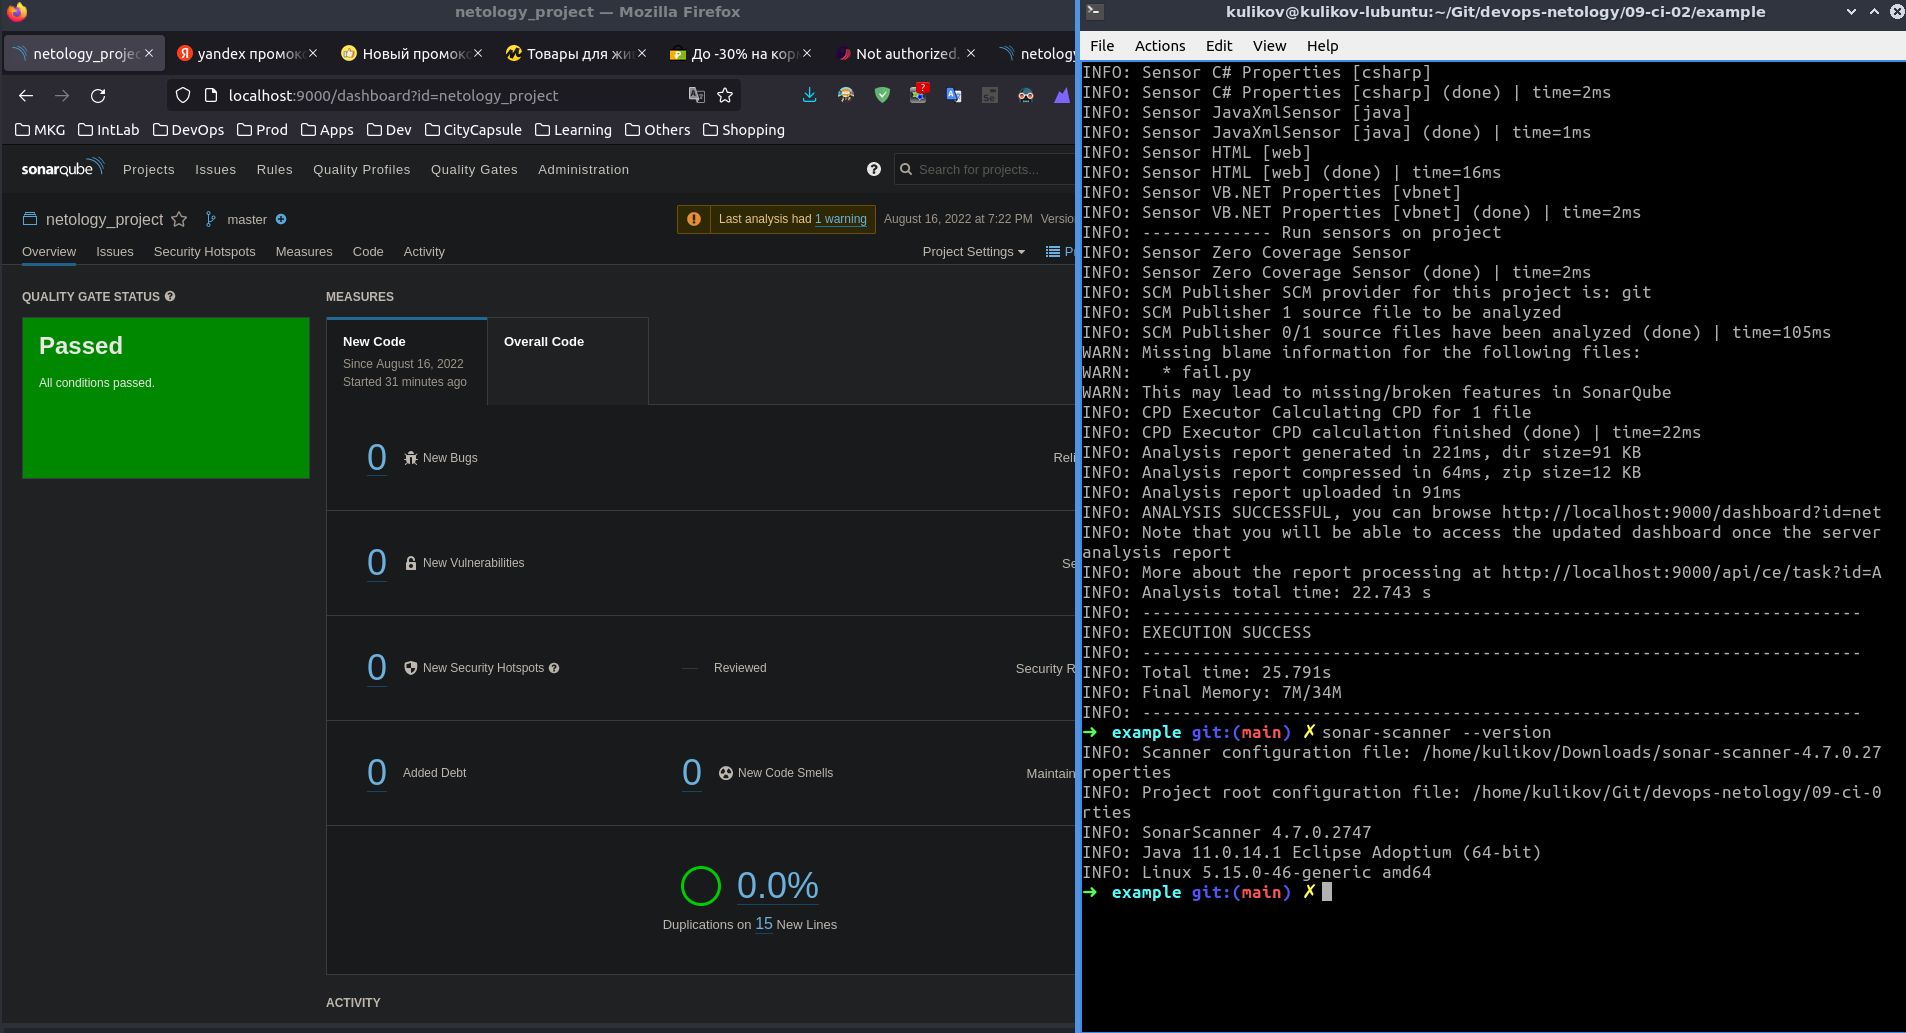 netology_project — Mozilla Firefox
netology_projec
yandex промоко
Новый промоко
Товары для жи
До -30% на кор
Not authorized.
netology
localhost:9000/dashboard?id=netology_project
?
MKG IntLab DevOps Prod Apps Dev CityCapsule Learning Others Shopping
sonarqube Projects Issues Rules Quality Profiles Quality Gates Administration ? Search for projects...
netology_project master Last analysis had 1 warning August 16, 2022 at 7:22 PM Versio
Overview Issues Security Hotspots Measures Code Activity Project Settings
QUALITY GATE STATUS ?
Passed
All conditions passed.
MEASURES
New Code
Since August 16, 2022
Started 31 minutes ago
Overall Code
0 New Bugs Reli
0 New Vulnerabilities Se
0 New Security Hotspots ? — Reviewed Security R
0 Added Debt 0 New Code Smells Maintain
0.0%
Duplications on 15 New Lines
ACTIVITY
kulikov@kulikov-lubuntu:~/Git/devops-netology/09-ci-02/example
File Actions Edit View Help
INFO: Sensor C# Properties [csharp]
INFO: Sensor C# Properties [csharp] (done) | time=2ms
INFO: Sensor JavaXmlSensor [java]
INFO: Sensor JavaXmlSensor [java] (done) | time=1ms
INFO: Sensor HTML [web]
INFO: Sensor HTML [web] (done) | time=16ms
INFO: Sensor VB.NET Properties [vbnet]
INFO: Sensor VB.NET Properties [vbnet] (done) | time=2ms
INFO: ------------- Run sensors on project
INFO: Sensor Zero Coverage Sensor
INFO: Sensor Zero Coverage Sensor (done) | time=2ms
INFO: SCM Publisher SCM provider for this project is: git
INFO: SCM Publisher 1 source file to be analyzed
INFO: SCM Publisher 0/1 source files have been analyzed (done) | time=105ms
WARN: Missing blame information for the following files:
WARN:   * fail.py
WARN: This may lead to missing/broken features in SonarQube
INFO: CPD Executor Calculating CPD for 1 file
INFO: CPD Executor CPD calculation finished (done) | time=22ms
INFO: Analysis report generated in 221ms, dir size=91 KB
INFO: Analysis report compressed in 64ms, zip size=12 KB
INFO: Analysis report uploaded in 91ms
INFO: ANALYSIS SUCCESSFUL, you can browse http://localhost:9000/dashboard?id=net
INFO: Note that you will be able to access the updated dashboard once the server
analysis report
INFO: More about the report processing at http://localhost:9000/api/ce/task?id=A
INFO: Analysis total time: 22.743 s
INFO: ------------------------------------------------------------------------
INFO: EXECUTION SUCCESS
INFO: ------------------------------------------------------------------------
INFO: Total time: 25.791s
INFO: Final Memory: 7M/34M
INFO: ------------------------------------------------------------------------
➜ example git:(main) ✗ sonar-scanner --version
INFO: Scanner configuration file: /home/kulikov/Downloads/sonar-scanner-4.7.0.27
roperties
INFO: Project root configuration file: /home/kulikov/Git/devops-netology/09-ci-0
rties
INFO: SonarScanner 4.7.0.2747
INFO: Java 11.0.14.1 Eclipse Adoptium (64-bit)
INFO: Linux 5.15.0-46-generic amd64
➜ example git:(main) ✗